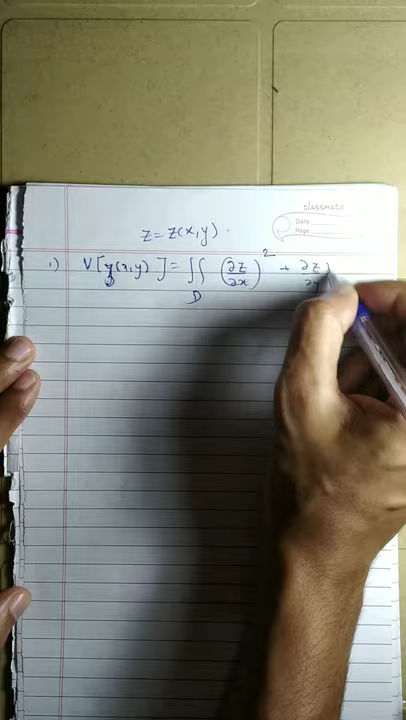 classmate
Date
Page
z = z(x,y)
1) V[y(x,y)] = ∬_D (∂z/∂x)² + ∂z/∂y)